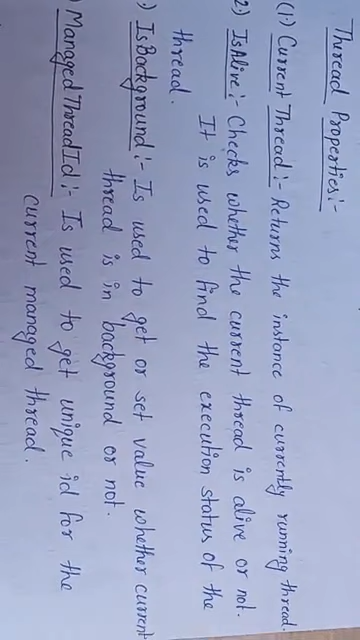 Thread Properties:-
(1.) CurrentThread:- Returns the instance of currently running thread.
2.) IsAlive:- Checks whether the current thread is alive or not.
It is used to find the execution status of the
thread.
.) IsBackground:- Is used to get or set value whether current
thread is in background or not.
) ManagedThreadId:- Is used to get unique id for the
current managed thread.